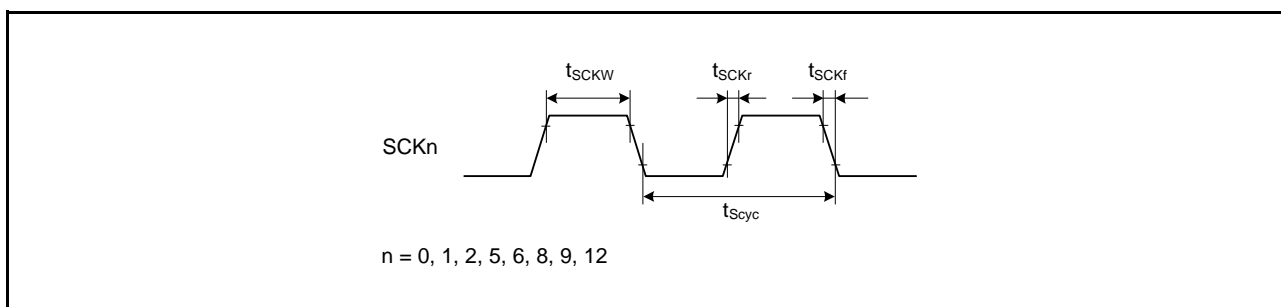 tSCKW
tSCKr
tSCKf
SCKn
tScyc
n = 0, 1, 2, 5, 6, 8, 9, 12